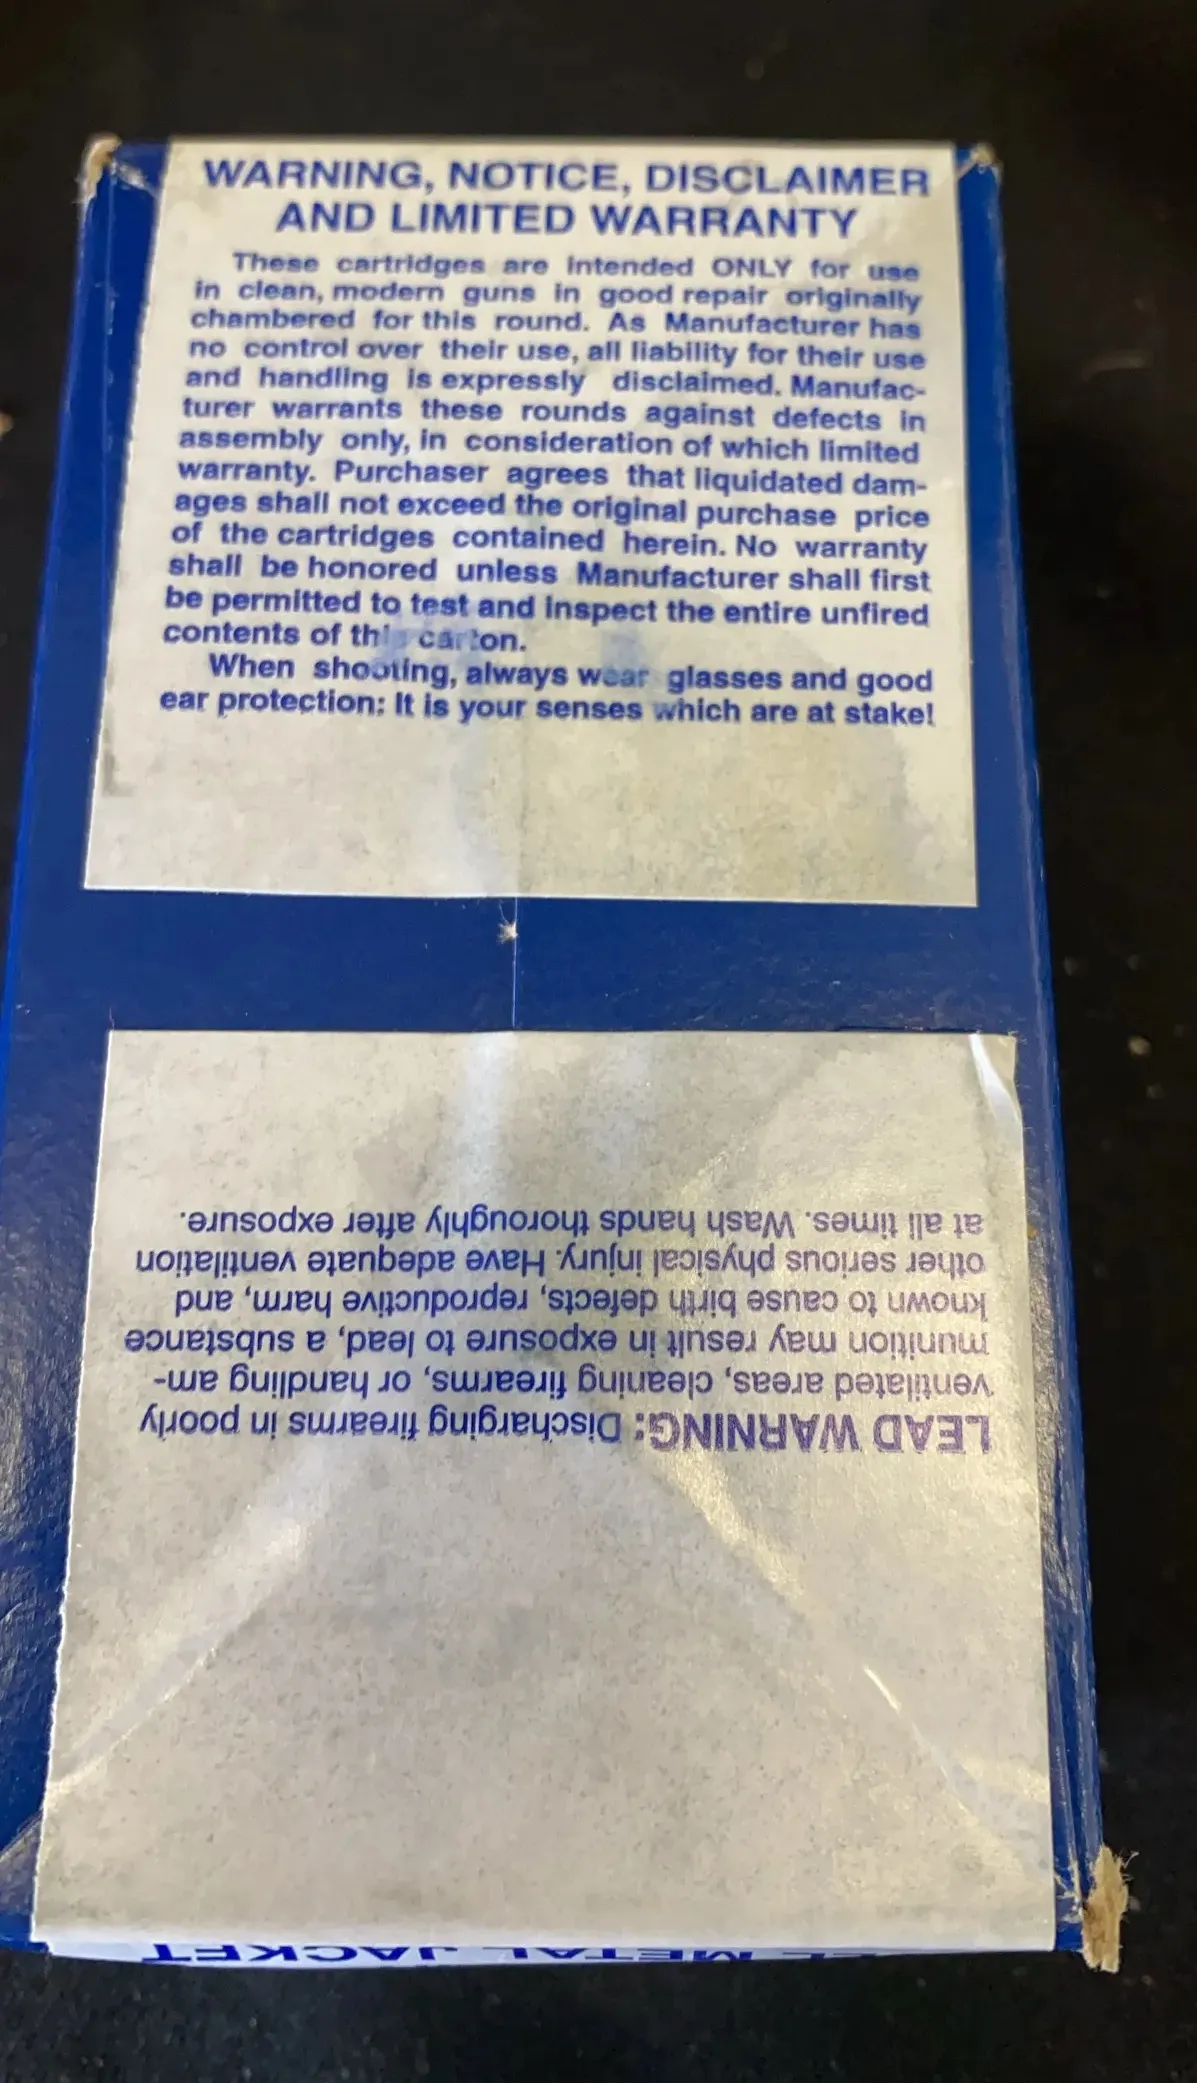 WARNING, NOTICE, DISCLAIMER
AND LIMITED WARRANTY
These cartridges are intended ONLY for use
in clean, modern guns in good repair originally
chambered for this round. As Manufacturer has
no control over their use, all liability for their use
and handling is expressly disclaimed. Manufac-
turer warrants these rounds against defects in
assembly only, in consideration of which limited
warranty. Purchaser agrees that liquidated dam-
ages shall not exceed the original purchase price
of the cartridges contained herein. No warranty
shall be honored unless Manufacturer shall first
be permitted to test and inspect the entire unfired
contents of this carton.
When shooting, always wear glasses and good
ear protection: It is your senses which are at stake!
LEAD WARNING: Discharging firearms in poorly
ventilated areas, cleaning firearms, or handling am-
munition may result in exposure to lead, a substance
known to cause birth defects, reproductive harm, and
other serious physical injury. Have adequate ventilation
at all times. Wash hands thoroughly after exposure.
METAL JACKET